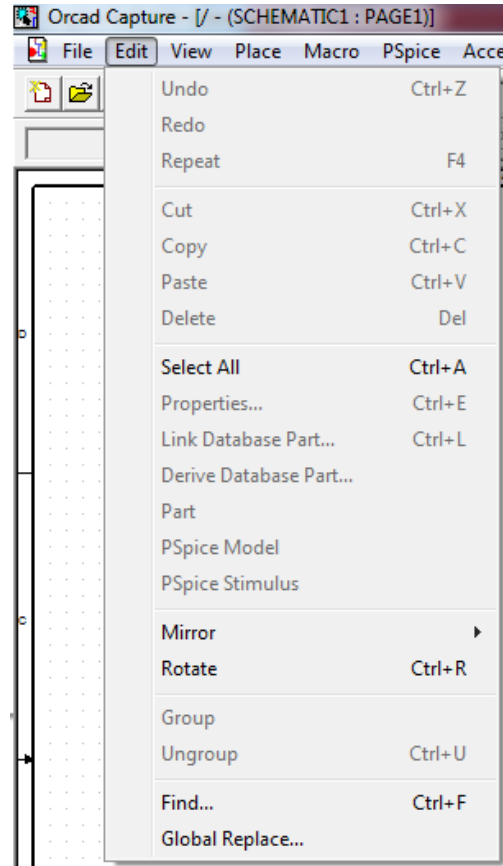 Orcad Capture - [/ - (SCHEMATIC1 : PAGE1)]
File Edit View Place Macro PSpice Acce
Undo Ctrl+Z
Redo
Repeat F4
Cut Ctrl+X
Copy Ctrl+C
Paste Ctrl+V
Delete Del
Select All Ctrl+A
Properties... Ctrl+E
Link Database Part... Ctrl+L
Derive Database Part...
Part
PSpice Model
PSpice Stimulus
Mirror
Rotate Ctrl+R
Group
Ungroup Ctrl+U
Find... Ctrl+F
Global Replace...
D
C